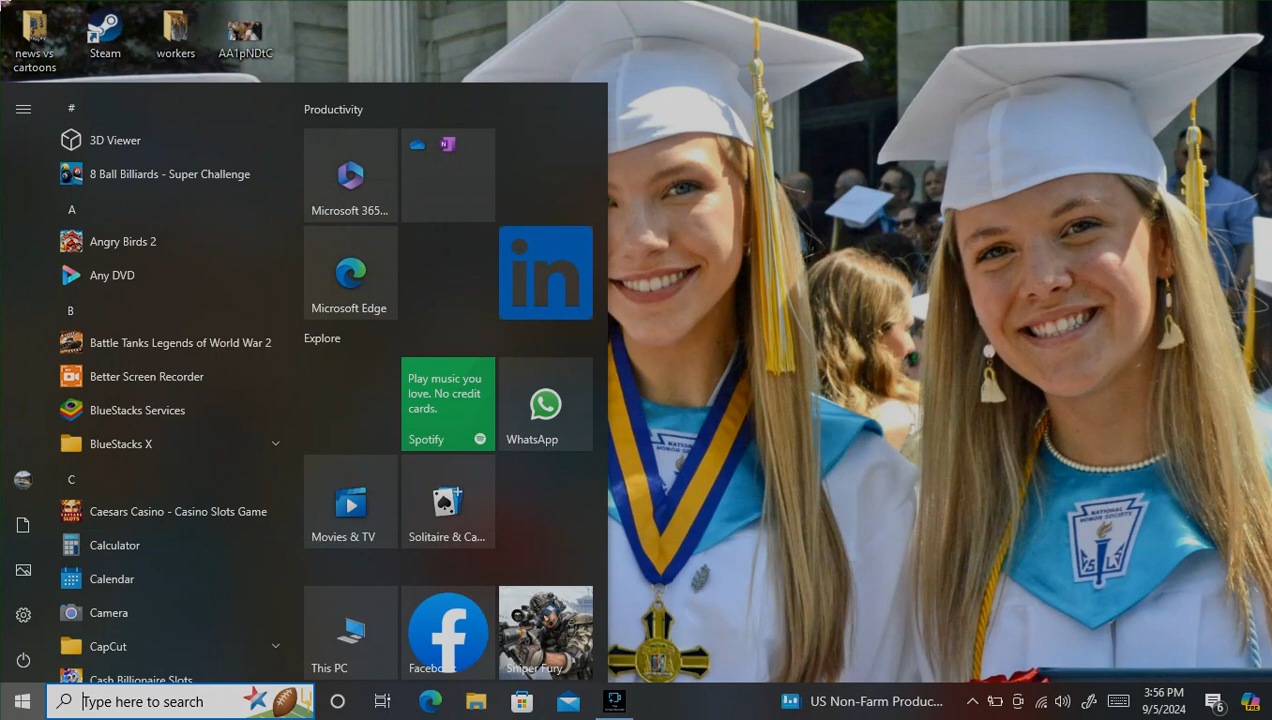 news vs
cartoons
Steam
workers
AA1pNDtC
#
3D Viewer
8 Ball Billiards - Super Challenge
A
Angry Birds 2
Any DVD
B
Battle Tanks Legends of World War 2
Better Screen Recorder
BlueStacks Services
BlueStacks X
C
Caesars Casino - Casino Slots Game
Calculator
Calendar
Camera
CapCut
Cash Billionaire Slots
Productivity
Microsoft 365...
Microsoft Edge
in
Explore
Play music you
love. No credit
cards.
Spotify
WhatsApp
Movies & TV
Solitaire & Ca...
This PC
Facebook
Sniper Fury
NATIONAL
HONOR SOCIETY
Type here to search
US Non-Farm Produc...
3:56 PM
9/5/2024
6
PRE